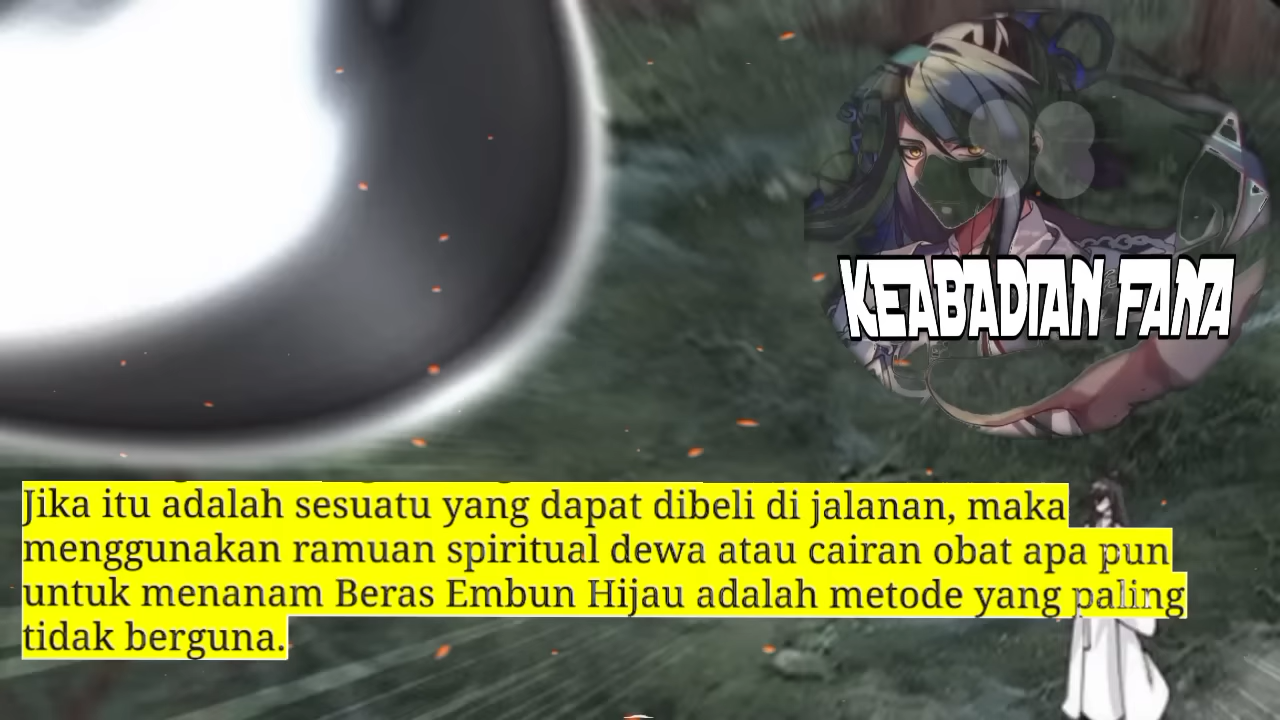 KEABADIAN FANA
Jika itu adalah sesuatu yang dapat dibeli di jalanan, maka
menggunakan ramuan spiritual dewa atau cairan obat apa pun
untuk menanam Beras Embun Hijau adalah metode yang paling
tidak berguna.